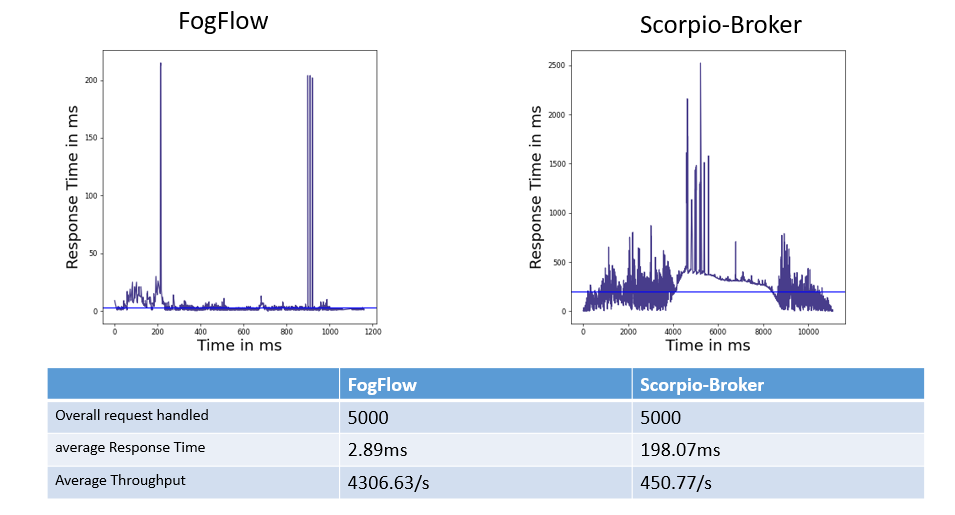 FogFlow
Scorpio-Broker
Response Time in ms
200
150
100
50
0
0 200 400 600 800 1000 1200
Time in ms
Response Time in ms
2500
2000
1500
1000
500
0
0 2000 4000 6000 8000 10000
Time in ms
FogFlow Scorpio-Broker
Overall request handled 5000 5000
average Response Time 2.89ms 198.07ms
Average Throughput 4306.63/s 450.77/s